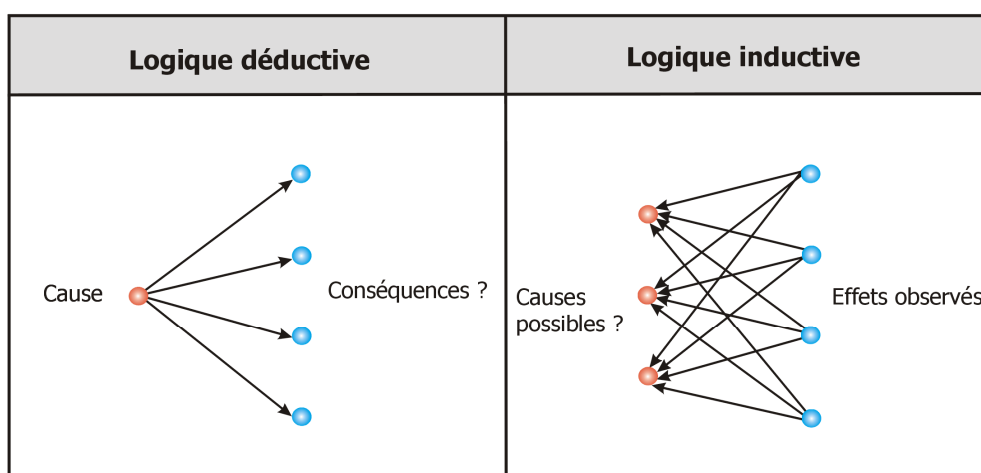 Logique déductive
Logique inductive
Cause
Conséquences ?
Causes
possibles ?
Effets observés